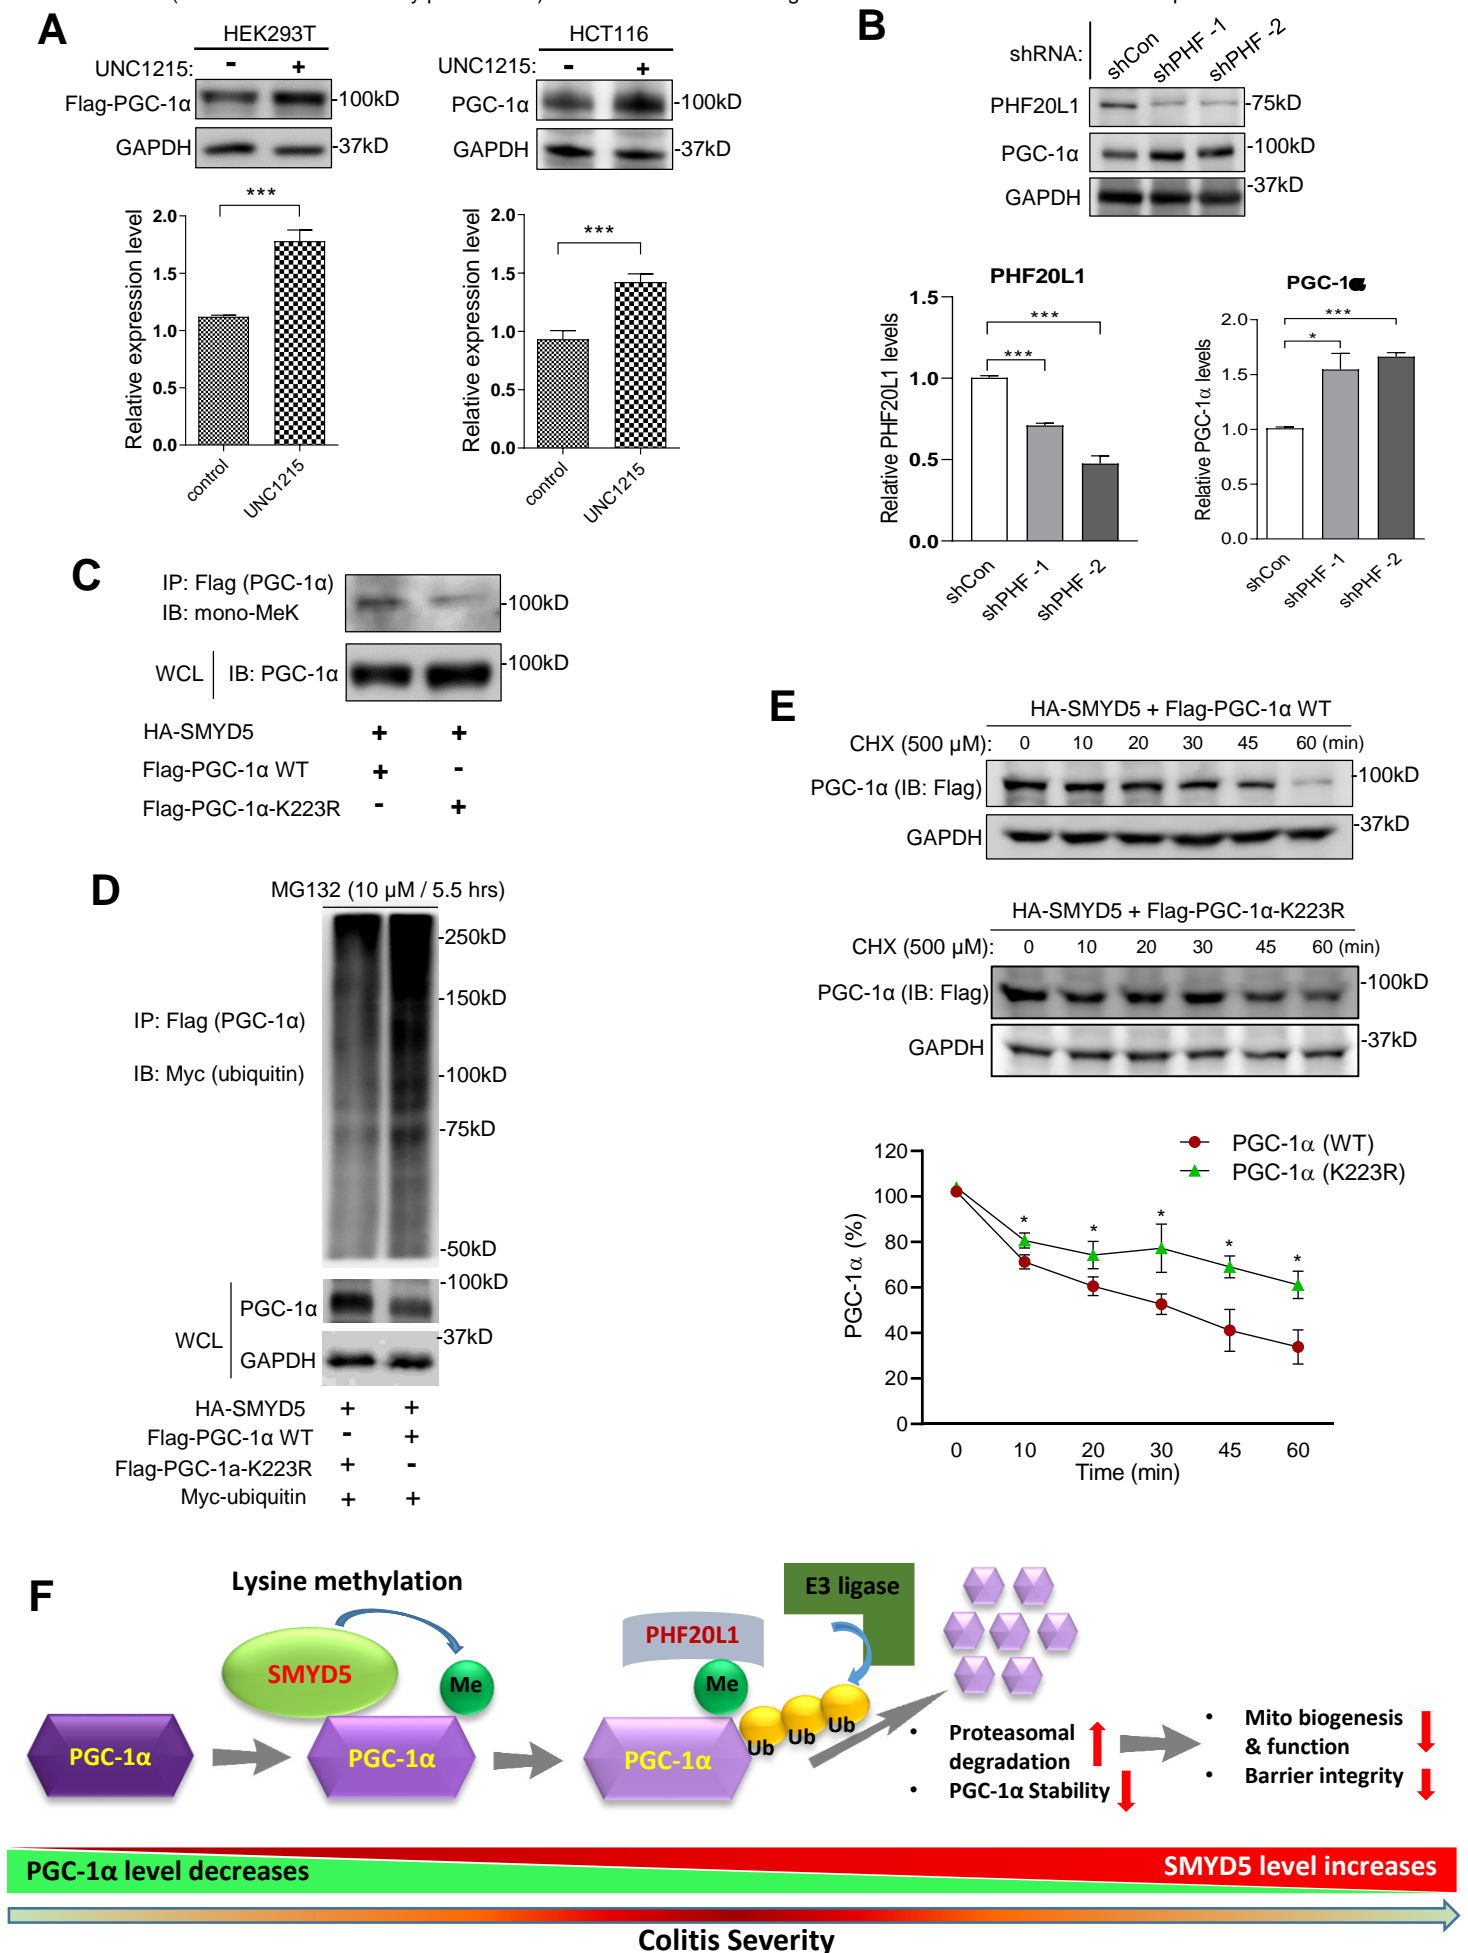 A
HEK293T
UNC1215: - +
Flag-PGC-1α -100kD
GAPDH -37kD
***
Relative expression level
2.0
1.5
1.0
0.5
0.0
control
UNC1215
HCT116
UNC1215: - +
PGC-1α -100kD
GAPDH -37kD
***
Relative expression level
2.0
1.5
1.0
0.5
0.0
control
UNC1215
B
shRNA: shCon shPHF -1 shPHF -2
PHF20L1 -75kD
PGC-1α -100kD
GAPDH -37kD
PHF20L1
***
***
Relative PHF20L1 levels
1.5
1.0
0.5
0.0
shCon
shPHF -1
shPHF -2
PGC-1α
***
*
Relative PGC-1α levels
2.0
1.5
1.0
0.5
0.0
shCon
shPHF -1
shPHF -2
C
IP: Flag (PGC-1α)
IB: mono-MeK
-100kD
WCL IB: PGC-1α -100kD
HA-SMYD5 + +
Flag-PGC-1α WT + -
Flag-PGC-1α-K223R - +
D
MG132 (10 µM / 5.5 hrs)
-250kD
-150kD
IP: Flag (PGC-1α)
IB: Myc (ubiquitin)
-100kD
-75kD
-50kD
-100kD
WCL
PGC-1α
-37kD
GAPDH
HA-SMYD5 + +
Flag-PGC-1α WT - +
Flag-PGC-1a-K223R + -
Myc-ubiquitin + +
E
HA-SMYD5 + Flag-PGC-1α WT
CHX (500 µM): 0 10 20 30 45 60 (min)
PGC-1α (IB: Flag) -100kD
GAPDH -37kD
HA-SMYD5 + Flag-PGC-1α-K223R
CHX (500 µM): 0 10 20 30 45 60 (min)
PGC-1α (IB: Flag) -100kD
GAPDH -37kD
PGC-1α (WT)
PGC-1α (K223R)
PGC-1α (%)
120
100
80
60
40
20
0
* * * * *
0 10 20 30 45 60
Time (min)
F
Lysine methylation
SMYD5
Me
PGC-1α
PGC-1α
PHF20L1
Me
E3 ligase
Ub Ub Ub
PGC-1α
• Proteasomal
degradation
• PGC-1α Stability
• Mito biogenesis
& function
• Barrier integrity
PGC-1α level decreases
SMYD5 level increases
Colitis Severity